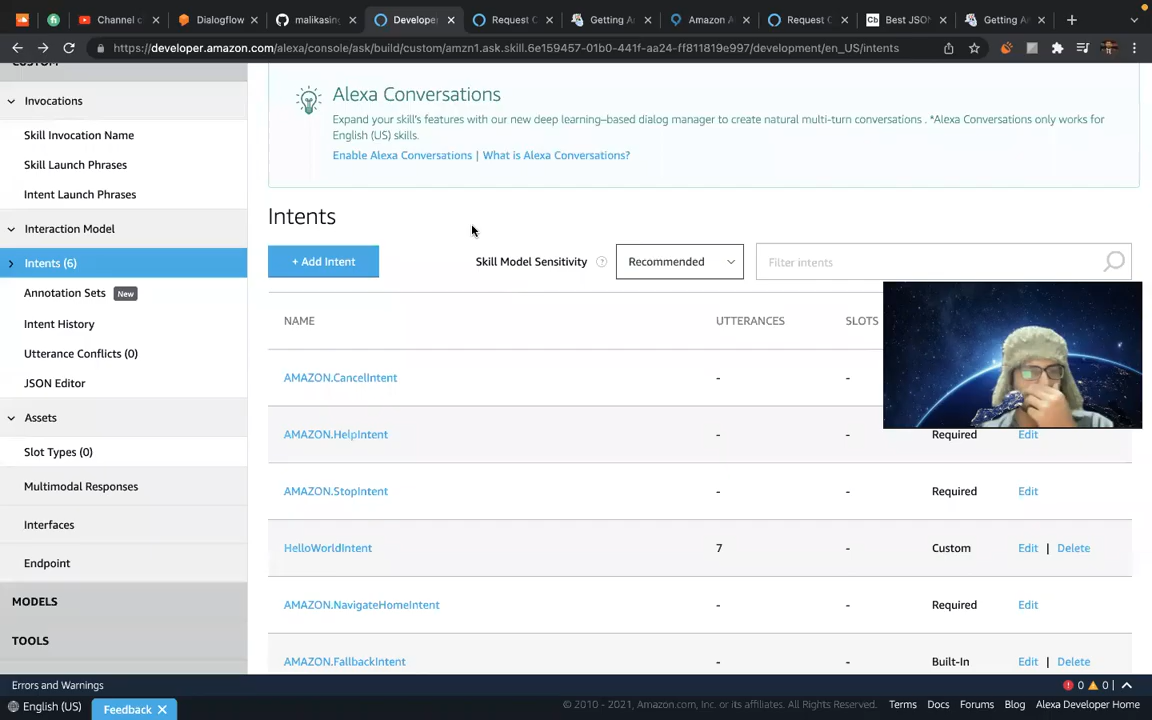 Channel c
Dialogflow
malikasin
Develope
Request C
Getting A
Amazon A
Request C
Best JSO
Getting A
https://developer.amazon.com/alexa/console/ask/build/custom/amzn1.ask.skill.6e159457-01b0-441f-aa24-ff811819e997/development/en_US/intents
CUSTOM
Invocations
Skill Invocation Name
Skill Launch Phrases
Intent Launch Phrases
Interaction Model
Intents (6)
Annotation Sets New
Intent History
Utterance Conflicts (0)
JSON Editor
Assets
Slot Types (0)
Multimodal Responses
Interfaces
Endpoint
MODELS
TOOLS
Alexa Conversations
Expand your skill's features with our new deep learning–based dialog manager to create natural multi-turn conversations . *Alexa Conversations only works for
English (US) skills.
Enable Alexa Conversations | What is Alexa Conversations?
Intents
+ Add Intent Skill Model Sensitivity ? Recommended Filter intents
NAME UTTERANCES SLOTS
AMAZON.CancelIntent - -
AMAZON.HelpIntent - - Required Edit
AMAZON.StopIntent - - Required Edit
HelloWorldIntent 7 - Custom Edit | Delete
AMAZON.NavigateHomeIntent - - Required Edit
AMAZON.FallbackIntent - - Built-In Edit | Delete
Errors and Warnings 0 0 |
English (US) Feedback © 2010 - 2021, Amazon.com, Inc. or its affiliates. All Rights Reserved. Terms Docs Forums Blog Alexa Developer Home